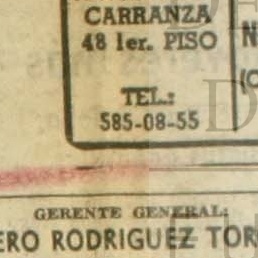 CARRANZA
48 1er. PISO
TEL.:
585-08-55
GERENTE GENERAL:
ERO RODRIGUEZ TOR